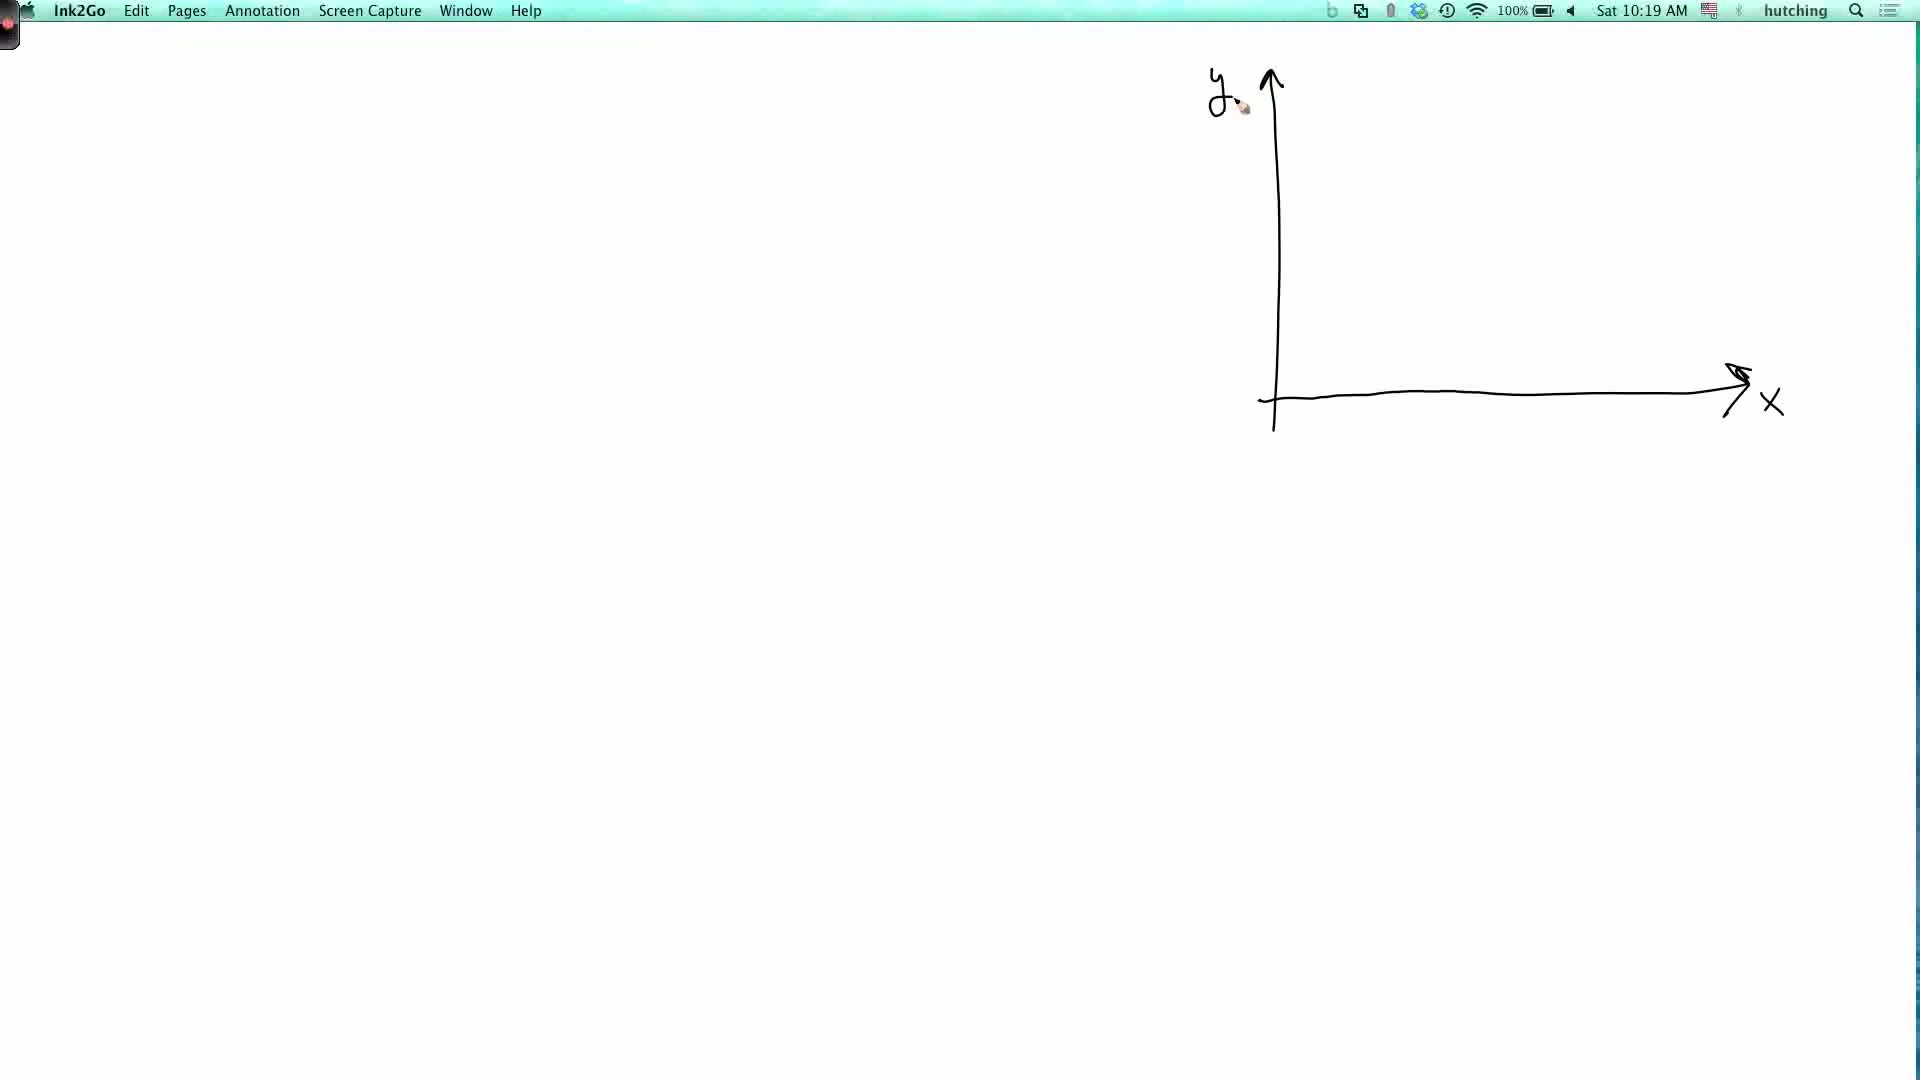 Ink2Go Edit Pages Annotation Screen Capture Window Help 100% Sat 10:19 AM hutching
y
x